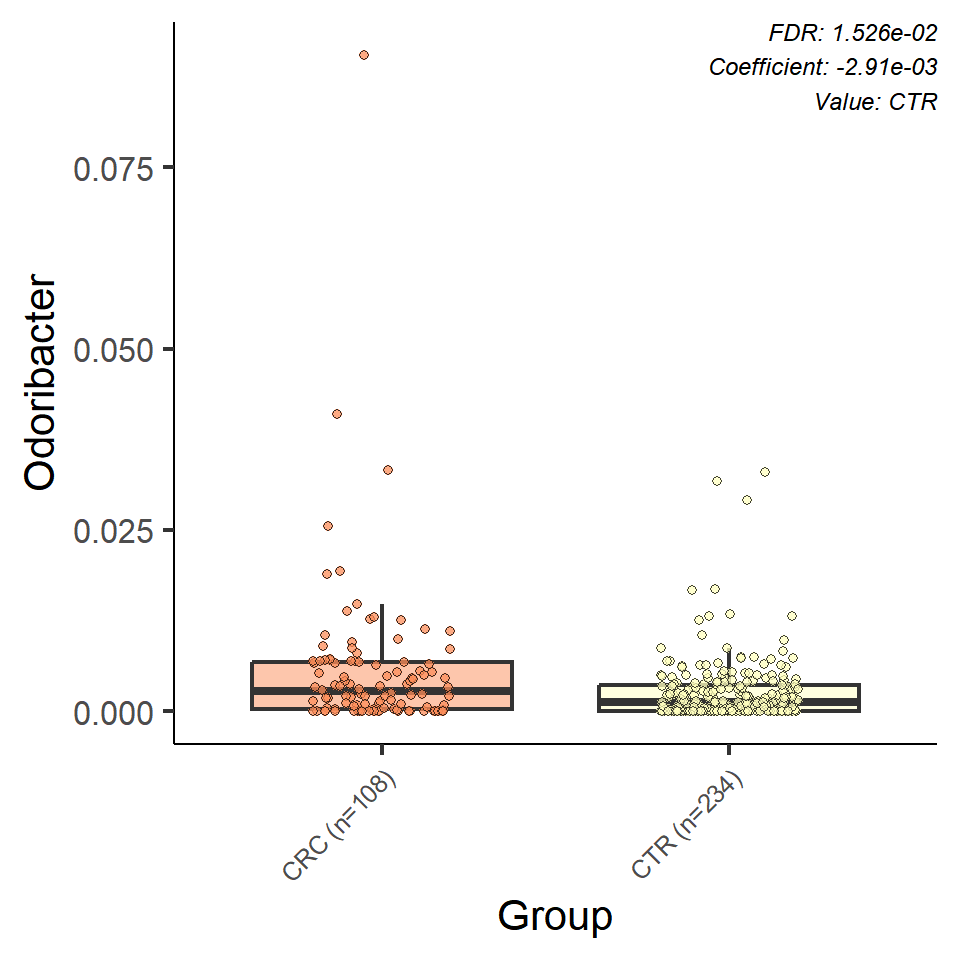 FDR: 1.526e-02
Coefficient: -2.91e-03
Value: CTR
Odoribacter
0.075
0.050
0.025
0.000
CRC (n=108)
CTR (n=234)
Group